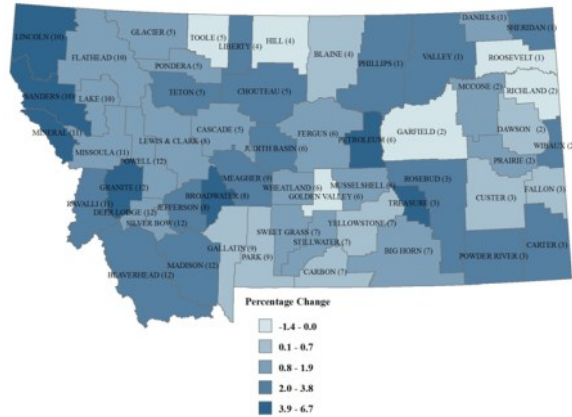 LINCOLN (10)
FLATHEAD (10)
GLACIER (5)
TOOLE (5)
LIBERTY (4)
HILL (4)
BLAINE (4)
PHILLIPS (1)
VALLEY (1)
DANIELS (1)
SHERIDAN (1)
ROOSEVELT (1)
PONDERA (5)
TETON (5)
CHOUTEAU (5)
SANDERS (10)
LAKE (10)
MINERAL (11)
MISSOULA (11)
LEWIS & CLARK (8)
CASCADE (5)
JUDITH BASIN (6)
FERGUS (6)
PETROLEUM (6)
GARFIELD (2)
MCCONE (2)
RICHLAND (2)
DAWSON (2)
WIBAUX (2)
PRAIRIE (2)
POWELL (12)
GRANITE (12)
DEER LODGE (12)
RAVALLI (11)
SILVER BOW (12)
JEFFERSON (8)
BROADWATER (8)
MEAGHER (9)
WHEATLAND (6)
GOLDEN VALLEY (6)
MUSSELSHELL (6)
ROSEBUD (3)
TREASURE (3)
CUSTER (3)
FALLON (3)
BEAVERHEAD (12)
MADISON (12)
GALLATIN (9)
PARK (9)
SWEET GRASS (7)
STILLWATER (7)
YELLOWSTONE (7)
CARBON (7)
BIG HORN (7)
POWDER RIVER (3)
CARTER (3)
Percentage Change
-1.4 - 0.0
0.1 - 0.7
0.8 - 1.9
2.0 - 3.8
3.9 - 6.7